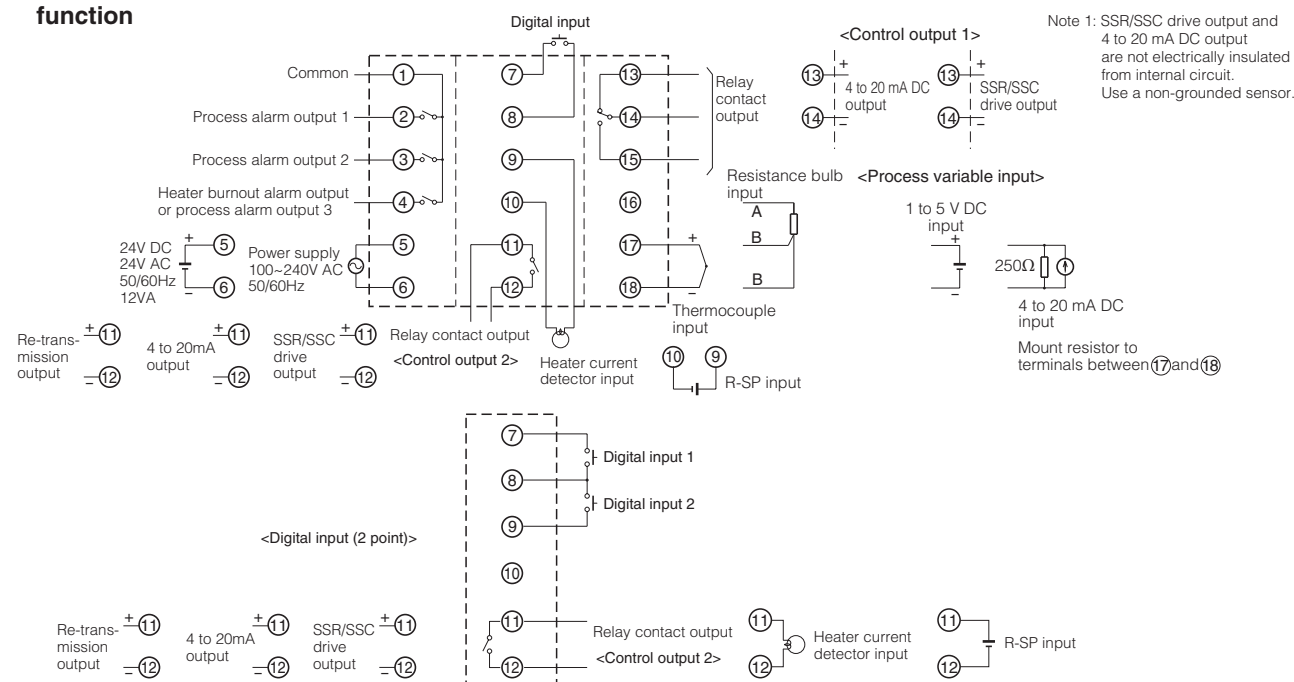 function
Digital input
<Control output 1>
Note 1: SSR/SSC drive output and
4 to 20 mA DC output
are not electrically insulated
from internal circuit.
Use a non-grounded sensor.
Common
1
7
13
Relay
contact
output
13
+
4 to 20 mA DC
output
14
−
13
+
SSR/SSC
drive output
14
−
Process alarm output 1
2
8
14
Process alarm output 2
3
9
15
Heater burnout alarm output
or process alarm output 3
4
10
16
Resistance bulb
input
A
B
B
<Process variable input>
1 to 5 V DC
input
+
−
250Ω
4 to 20 mA DC
input
Mount resistor to
terminals between 17 and 18
24V DC
24V AC
50/60Hz
12VA
+
5
−
6
Power supply
100~240V AC
50/60Hz
5
6
11
12
17
+
18
−
Thermocouple
input
Re-trans-
mission
output
+
11
−
12
4 to 20mA
output
+
11
−
12
SSR/SSC
drive
output
+
11
−
12
Relay contact output
<Control output 2>
Heater current
detector input
10
9
R-SP input
7
Digital input 1
8
Digital input 2
9
<Digital input (2 point)>
10
Re-trans-
mission
output
+
11
−
12
4 to 20mA
output
+
11
−
12
SSR/SSC
drive
output
+
11
−
12
11
12
Relay contact output
<Control output 2>
11
12
Heater current
detector input
11
12
R-SP input